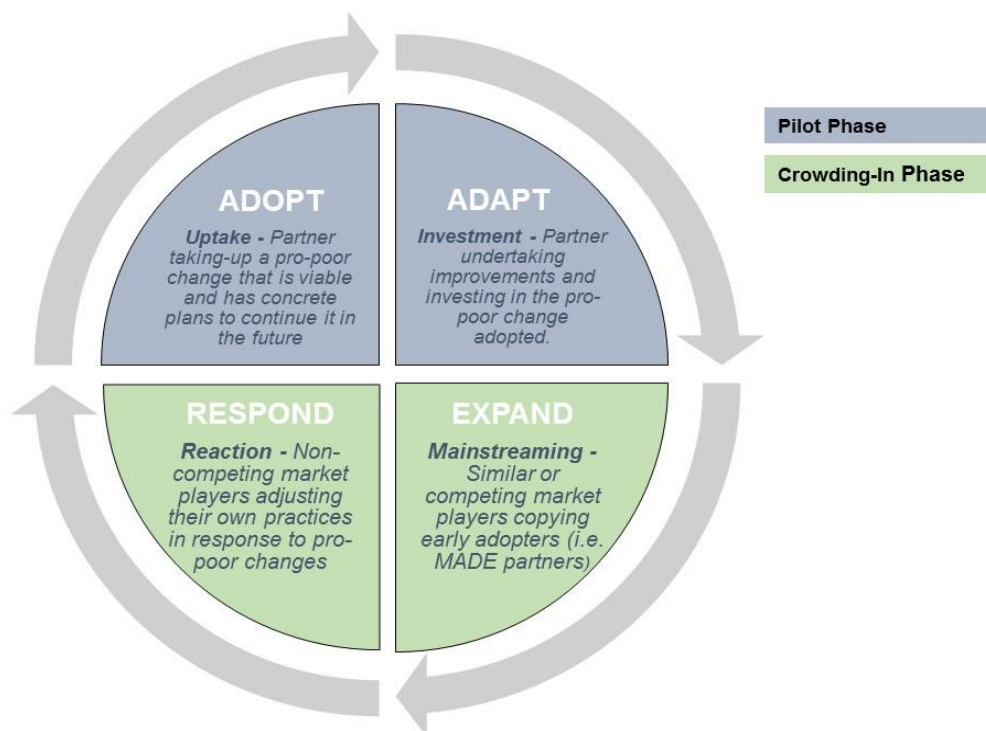 ADOPT
Uptake - Partner
taking-up a pro-poor
change that is viable
and has concrete
plans to continue it in
the future
ADAPT
Investment - Partner
undertaking
improvements and
investing in the pro-
poor change
adopted.
Pilot Phase
Crowding-In Phase
RESPOND
Reaction - Non-
competing market
players adjusting
their own practices
in response to pro-
poor changes
EXPAND
Mainstreaming -
Similar or
competing market
players copying
early adopters (i.e.
MADE partners)